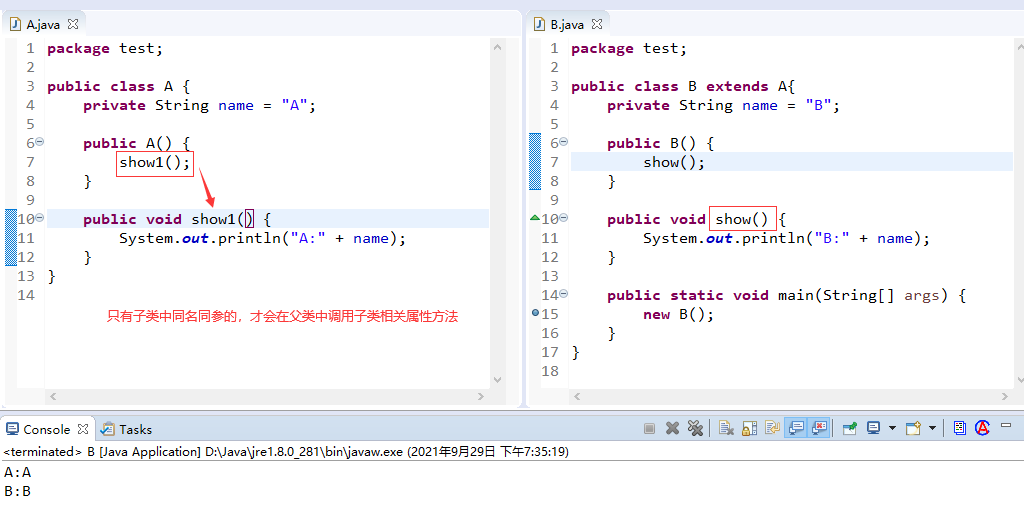 A.java
1 package test;
2
3 public class A {
4 private String name = "A";
5
6 public A() {
7 show1();
8 }
9
10 public void show1() {
11 System.out.println("A:" + name);
12 }
13 }
14
只有子类中同名同参的，才会在父类中调用子类相关属性方法
B.java
1 package test;
2
3 public class B extends A{
4 private String name = "B";
5
6 public B() {
7 show();
8 }
9
10 public void show() {
11 System.out.println("B:" + name);
12 }
13
14 public static void main(String[] args) {
15 new B();
16 }
17 }
18
Console Tasks
<terminated> B [Java Application] D:\Java\jre1.8.0_281\bin\javaw.exe (2021年9月29日 下午7:35:19)
A:A
B:B